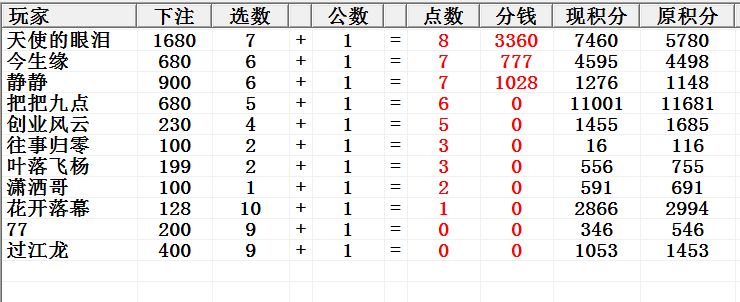 玩家 下注 选数 公数 点数 分钱 现积分 原积分
天使的眼泪 1680 7 + 1 = 8 3360 7460 5780
今生缘 680 6 + 1 = 7 777 4595 4498
静静 900 6 + 1 = 7 1028 1276 1148
把把九点 680 5 + 1 = 6 0 11001 11681
创业风云 230 4 + 1 = 5 0 1455 1685
往事归零 100 2 + 1 = 3 0 16 116
叶落飞杨 199 2 + 1 = 3 0 556 755
潇洒哥 100 1 + 1 = 2 0 591 691
花开落幕 128 10 + 1 = 1 0 2866 2994
77 200 9 + 1 = 0 0 346 546
过江龙 400 9 + 1 = 0 0 1053 1453